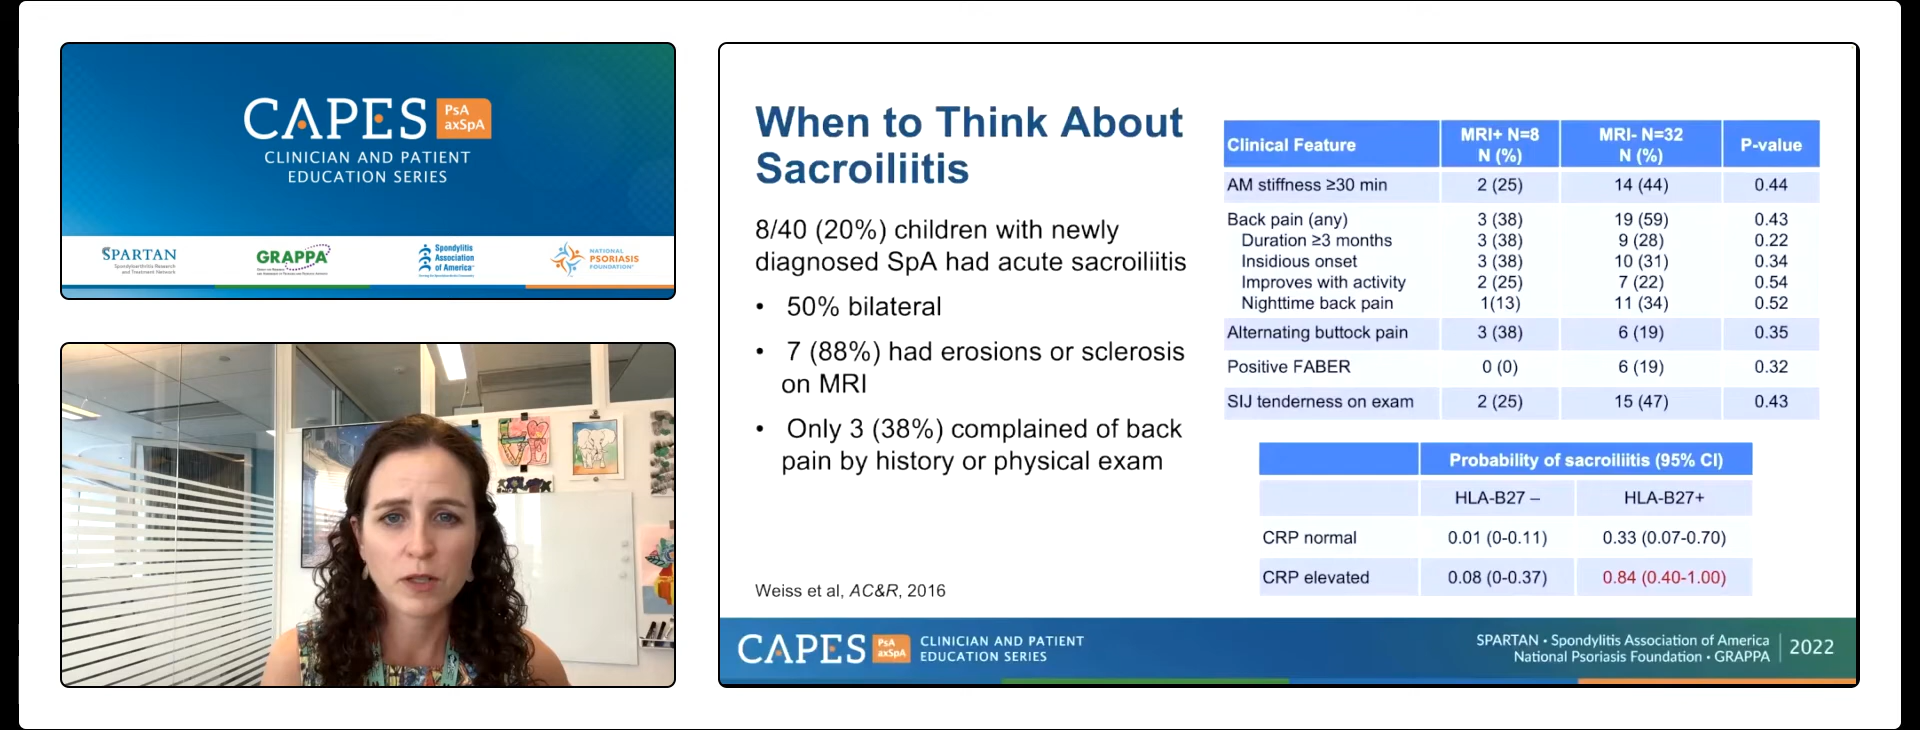 CAPES PsA axSpA
CLINICIAN AND PATIENT
EDUCATION SERIES
SPARTAN
Spondyloarthritis Research
and Treatment Network
GRAPPA
Spondylitis
Association
of America
NATIONAL
PSORIASIS
FOUNDATION
LOVE
When to Think About
Sacroiliitis
8/40 (20%) children with newly
diagnosed SpA had acute sacroiliitis
• 50% bilateral
• 7 (88%) had erosions or sclerosis
on MRI
• Only 3 (38%) complained of back
pain by history or physical exam
Weiss et al, AC&R, 2016
Clinical Feature MRI+ N=8 N (%) MRI- N=32 N (%) P-value
AM stiffness ≥30 min 2 (25) 14 (44) 0.44
Back pain (any) 3 (38) 19 (59) 0.43
Duration ≥3 months 3 (38) 9 (28) 0.22
Insidious onset 3 (38) 10 (31) 0.34
Improves with activity 2 (25) 7 (22) 0.54
Nighttime back pain 1(13) 11 (34) 0.52
Alternating buttock pain 3 (38) 6 (19) 0.35
Positive FABER 0 (0) 6 (19) 0.32
SIJ tenderness on exam 2 (25) 15 (47) 0.43
Probability of sacroiliitis (95% CI)
HLA-B27 – HLA-B27+
CRP normal 0.01 (0-0.11) 0.33 (0.07-0.70)
CRP elevated 0.08 (0-0.37) 0.84 (0.40-1.00)
CAPES PsA axSpA
CLINICIAN AND PATIENT
EDUCATION SERIES
SPARTAN • Spondylitis Association of America
National Psoriasis Foundation • GRAPPA
2022